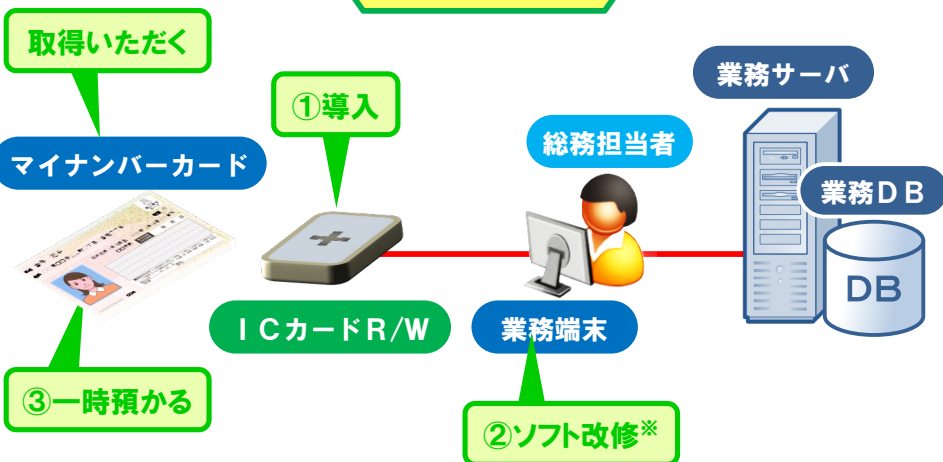 取得いただく
①導入
業務サーバ
マイナンバーカード
総務担当者
業務DB
DB
ICカードR/W
業務端末
③一時預かる
②ソフト改修※